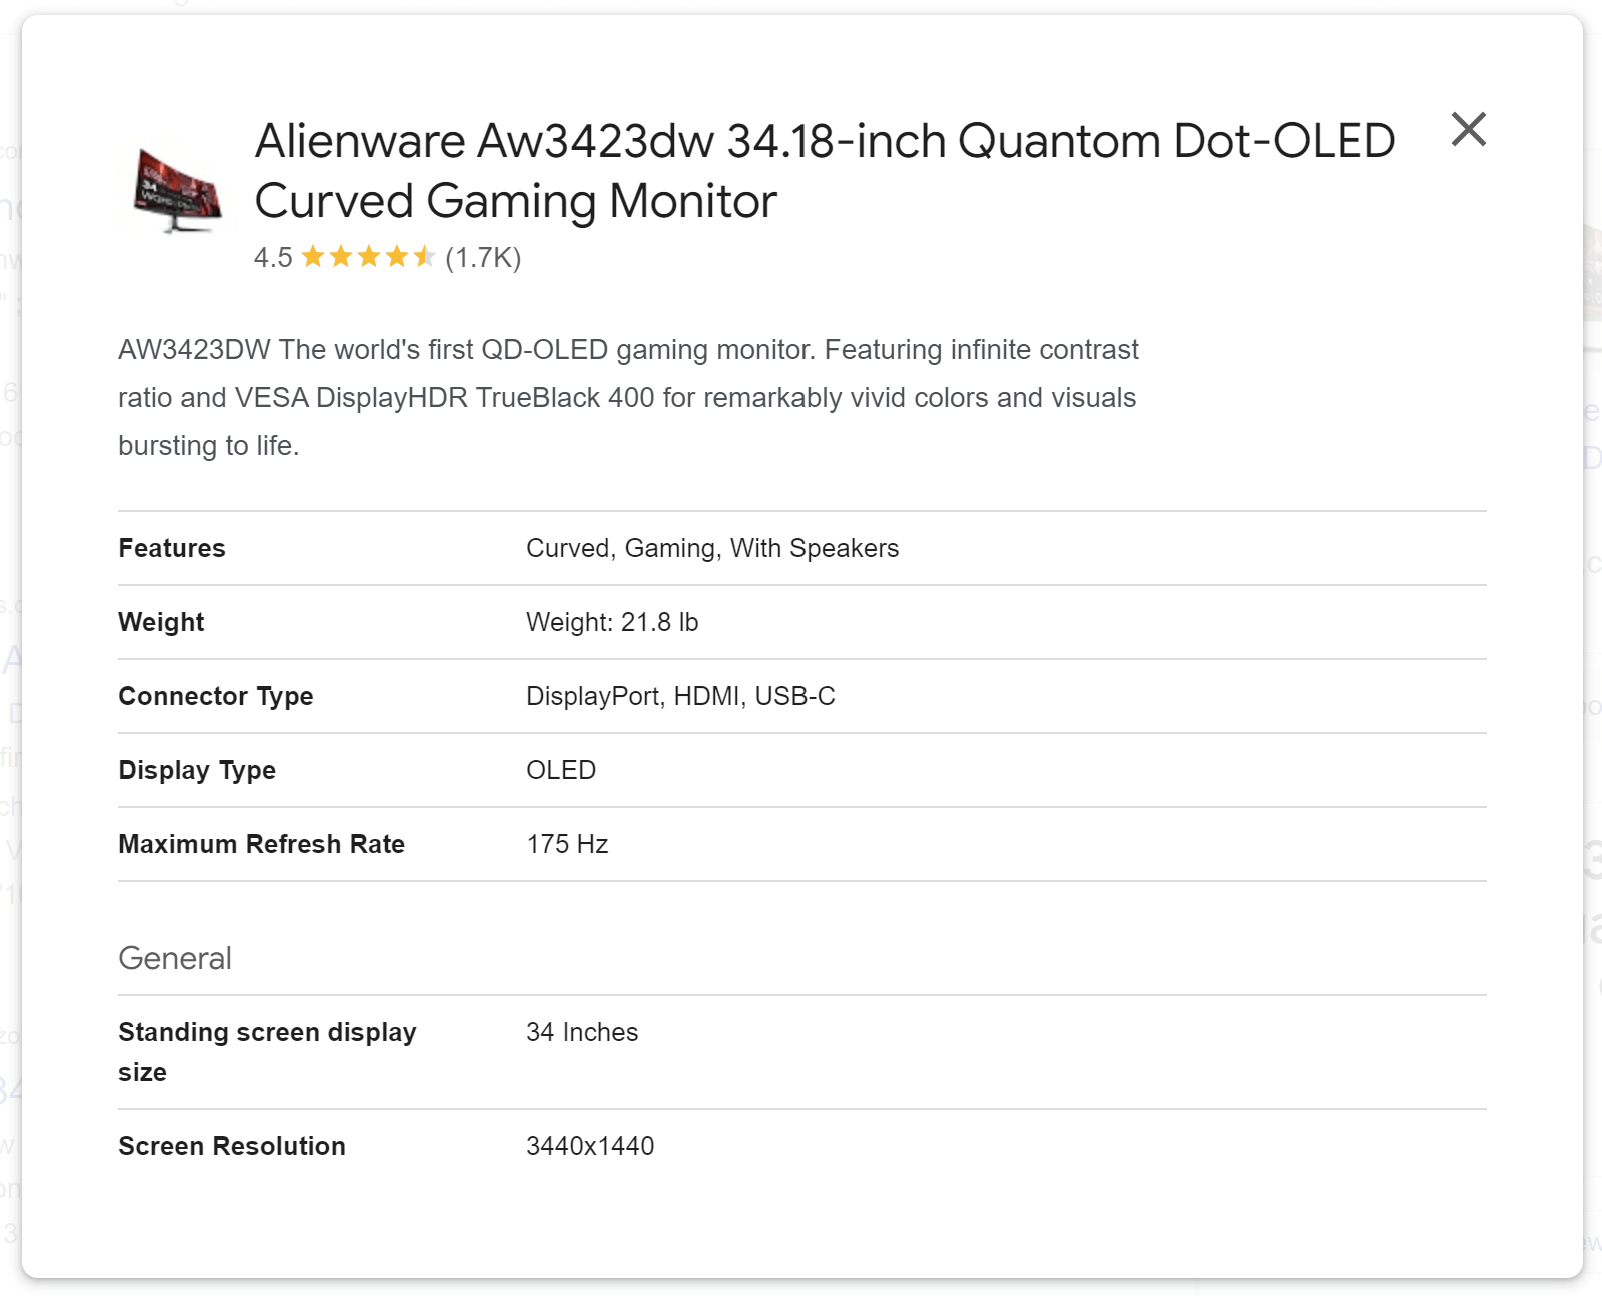 Alienware Aw3423dw 34.18-inch Quantom Dot-OLED
Curved Gaming Monitor
4.5 (1.7K)
AW3423DW The world's first QD-OLED gaming monitor. Featuring infinite contrast
ratio and VESA DisplayHDR TrueBlack 400 for remarkably vivid colors and visuals
bursting to life.
Features Curved, Gaming, With Speakers
Weight Weight: 21.8 lb
Connector Type DisplayPort, HDMI, USB-C
Display Type OLED
Maximum Refresh Rate 175 Hz
General
Standing screen display 34 Inches
size
Screen Resolution 3440x1440